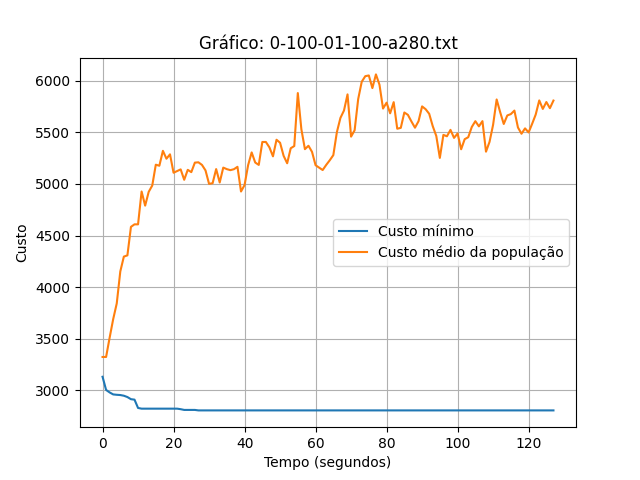 Gráfico: 0-100-01-100-a280.txt
Custo
6000
5500
5000
4500
4000
3500
3000
Custo mínimo
Custo médio da população
0 20 40 60 80 100 120
Tempo (segundos)